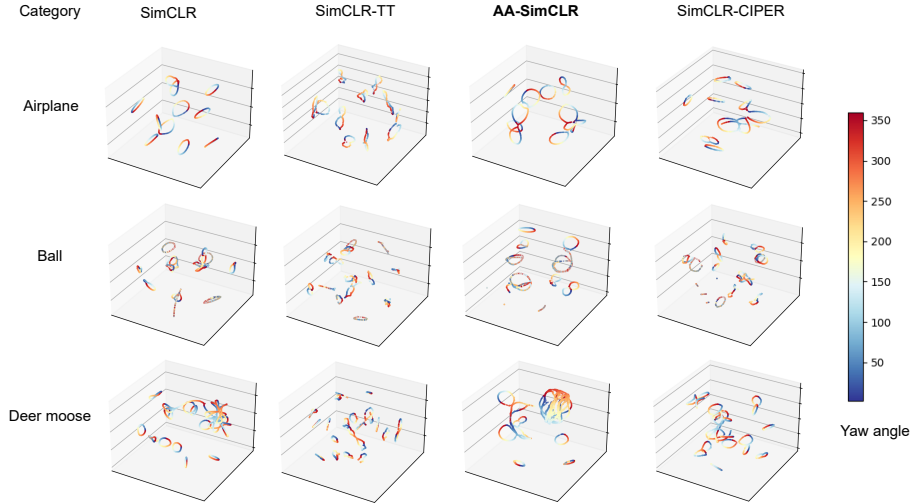 Category SimCLR SimCLR-TT AA-SimCLR SimCLR-CIPER
Airplane
350
300
250
Ball
200
150
100
50
Deer moose
Yaw angle